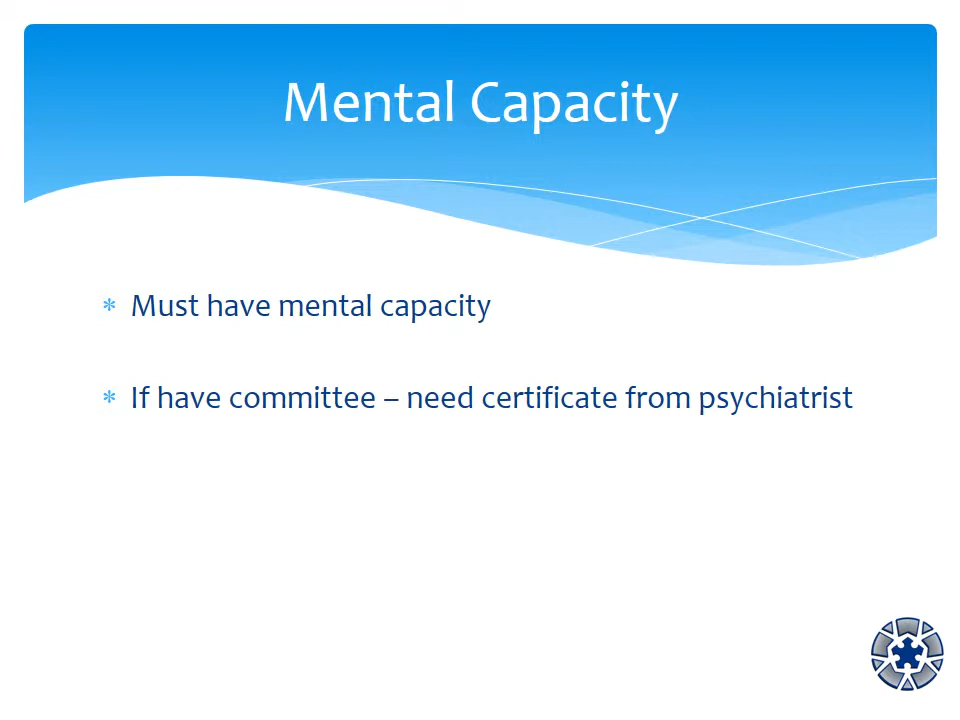 Mental Capacity
* Must have mental capacity
* If have committee – need certificate from psychiatrist